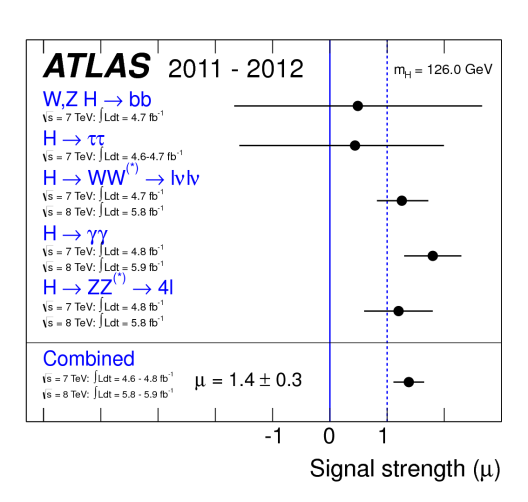 ATLAS 2011 - 2012
m_H = 126.0 GeV
W,Z H → bb
√s = 7 TeV: ∫Ldt = 4.7 fb⁻¹
H → ττ
√s = 7 TeV: ∫Ldt = 4.6-4.7 fb⁻¹
H → WW⁽*⁾ → lνlν
√s = 7 TeV: ∫Ldt = 4.7 fb⁻¹
√s = 8 TeV: ∫Ldt = 5.8 fb⁻¹
H → γγ
√s = 7 TeV: ∫Ldt = 4.8 fb⁻¹
√s = 8 TeV: ∫Ldt = 5.9 fb⁻¹
H → ZZ⁽*⁾ → 4l
√s = 7 TeV: ∫Ldt = 4.8 fb⁻¹
√s = 8 TeV: ∫Ldt = 5.8 fb⁻¹
Combined
√s = 7 TeV: ∫Ldt = 4.6 - 4.8 fb⁻¹
√s = 8 TeV: ∫Ldt = 5.8 - 5.9 fb⁻¹
μ = 1.4 ± 0.3
-1 0 1
Signal strength (μ)